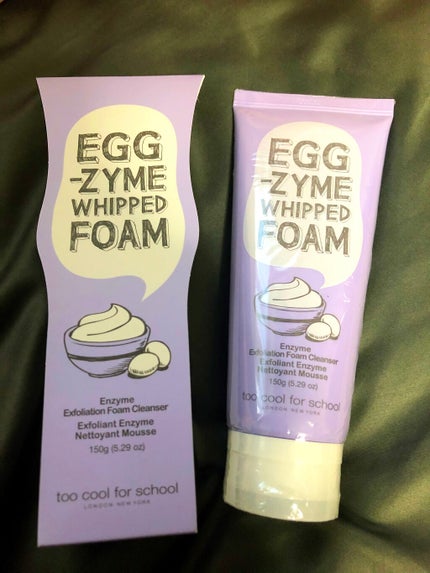 EGG
-ZYME
WHIPPED
FOAM
Enzyme
Exfoliation Foam Cleanser
Exfoliant Enzyme
Nettoyant Mousse
150g (5.29 oz)
too cool for school
LONDON NEW YORK
EGG
-ZYME
WHIPPED
FOAM
Enzyme
Exfoliation Foam Cleanser
Exfoliant Enzyme
Nettoyant Mousse
150g (5.29 oz)
too cool for school
LONDON NEW YORK